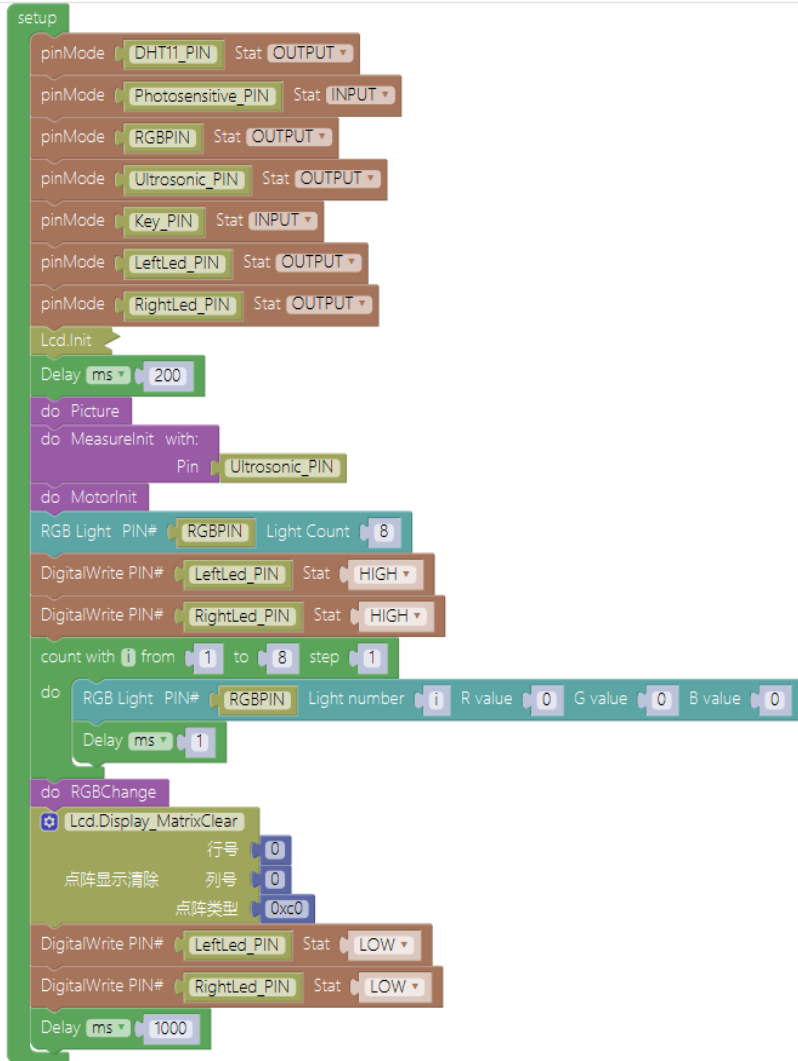 setup
pinMode DHT11_PIN Stat OUTPUT
pinMode Photosensitive_PIN Stat INPUT
pinMode RGBPIN Stat OUTPUT
pinMode Ultrosonic_PIN Stat OUTPUT
pinMode Key_PIN Stat INPUT
pinMode LeftLed_PIN Stat OUTPUT
pinMode RightLed_PIN Stat OUTPUT
Lcd.Init
Delay ms 200
do Picture
do MeasureInit with:
Pin Ultrosonic_PIN
do MotorInit
RGB Light PIN# RGBPIN Light Count 8
DigitalWrite PIN# LeftLed_PIN Stat HIGH
DigitalWrite PIN# RightLed_PIN Stat HIGH
count with i from 1 to 8 step 1
do RGB Light PIN# RGBPIN Light number i R value 0 G value 0 B value 0
Delay ms 1
do RGBChange
Lcd.Display_MatrixClear
行号 0
点阵显示清除 列号 0
点阵类型 0xc0
DigitalWrite PIN# LeftLed_PIN Stat LOW
DigitalWrite PIN# RightLed_PIN Stat LOW
Delay ms 1000